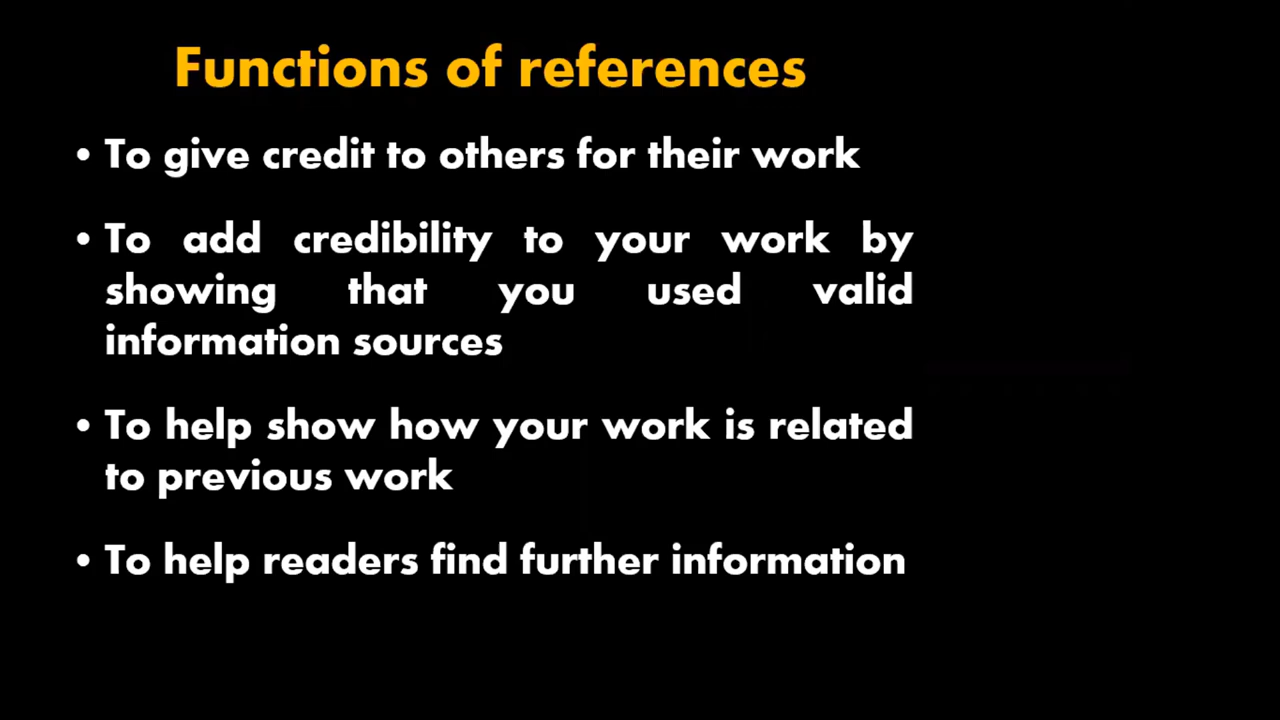 Functions of references
• To give credit to others for their work
• To add credibility to your work by
showing that you used valid
information sources
• To help show how your work is related
to previous work
• To help readers find further information